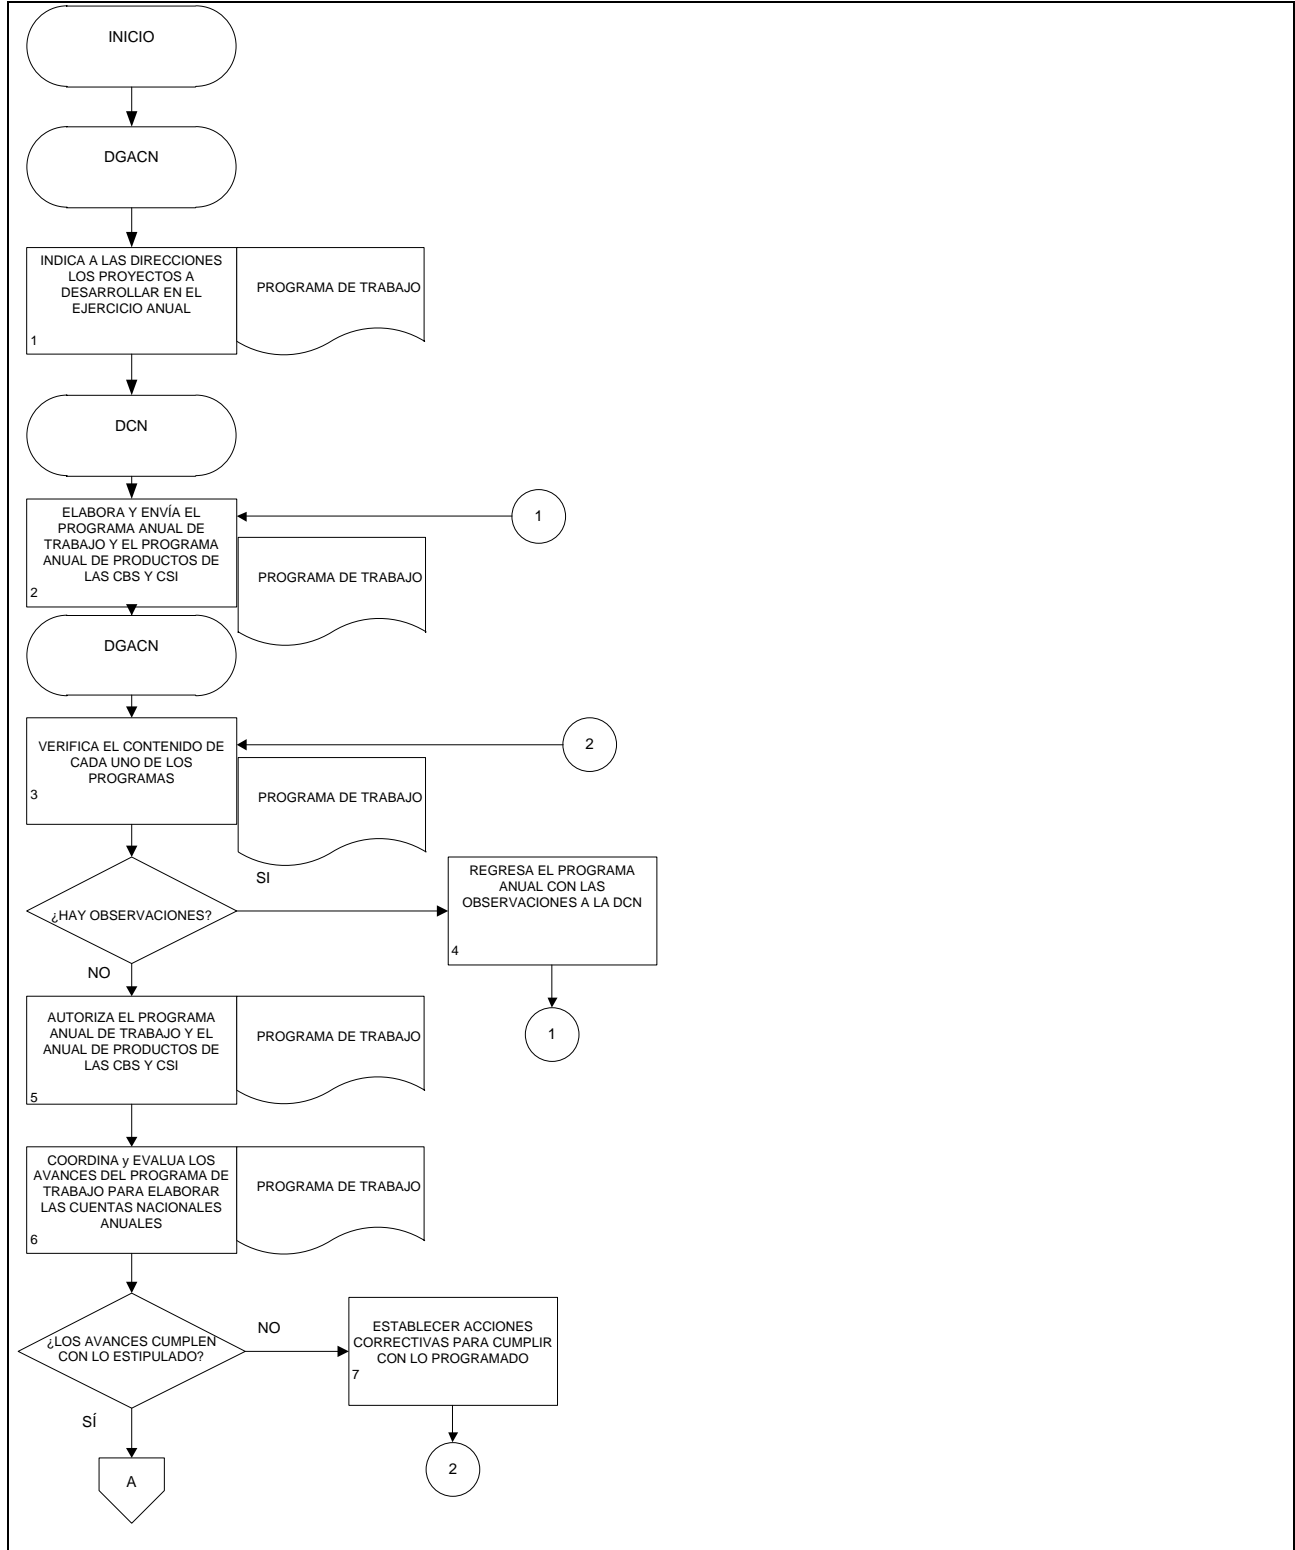 INICIO
DGACN
INDICA A LAS DIRECCIONES
LOS PROYECTOS A
DESARROLLAR EN EL
EJERCICIO ANUAL
1
PROGRAMA DE TRABAJO
DCN
ELABORA Y ENVÍA EL
PROGRAMA ANUAL DE
TRABAJO Y EL PROGRAMA
ANUAL DE PRODUCTOS DE
LAS CBS Y CSI
2
1
PROGRAMA DE TRABAJO
DGACN
VERIFICA EL CONTENIDO DE
CADA UNO DE LOS
PROGRAMAS
3
2
PROGRAMA DE TRABAJO
¿HAY OBSERVACIONES?
SI
REGRESA EL PROGRAMA
ANUAL CON LAS
OBSERVACIONES A LA DCN
4
1
NO
AUTORIZA EL PROGRAMA
ANUAL DE TRABAJO Y EL
ANUAL DE PRODUCTOS DE
LAS CBS Y CSI
5
PROGRAMA DE TRABAJO
COORDINA y EVALUA LOS
AVANCES DEL PROGRAMA DE
TRABAJO PARA ELABORAR
LAS CUENTAS NACIONALES
ANUALES
6
PROGRAMA DE TRABAJO
¿LOS AVANCES CUMPLEN
CON LO ESTIPULADO?
NO
ESTABLECER ACCIONES
CORRECTIVAS PARA CUMPLIR
CON LO PROGRAMADO
7
2
SÍ
A